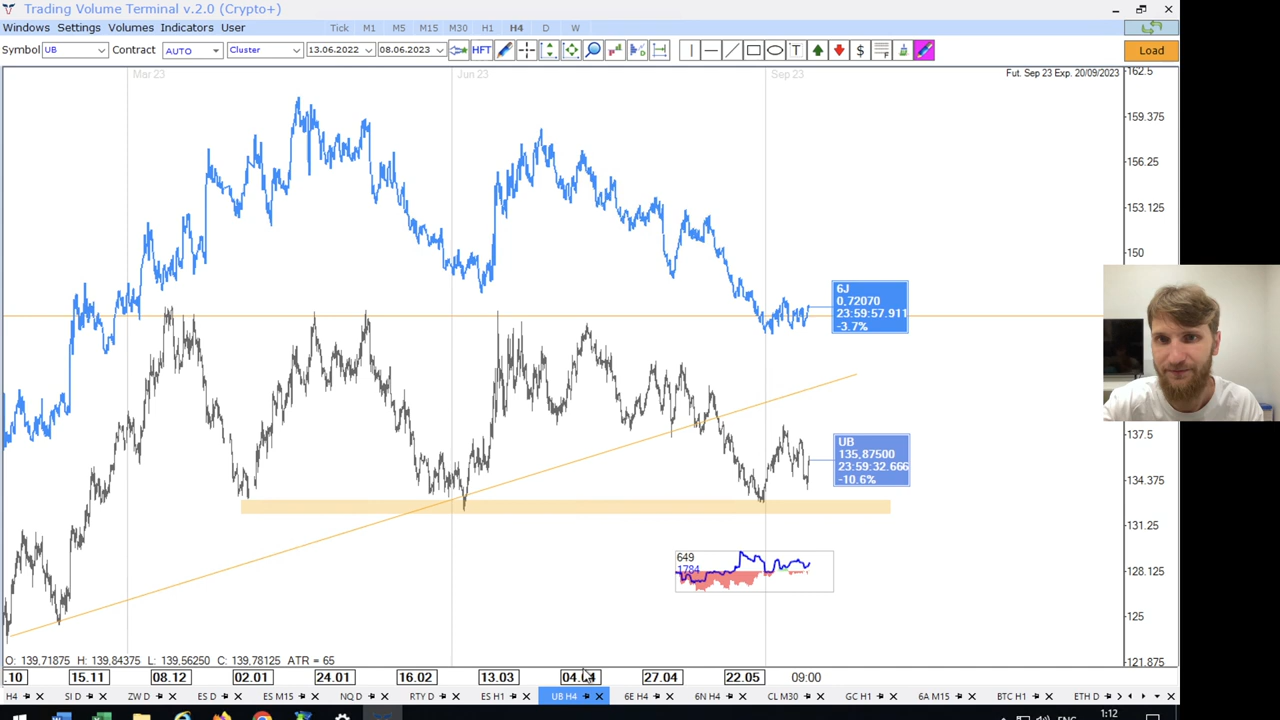 Trading Volume Terminal v.2.0 (Crypto+)
Windows Settings Volumes Indicators User Tick M1 M5 M15 M30 H1 H4 D W
Symbol UB Contract AUTO Cluster 13.06.2022 08.06.2023 HFT T $ F Load
Mar 23 Jun 23 Sep 23 Fut. Sep 23 Exp. 20/09/2023
162.5
159.375
156.25
153.125
150
6J
0,72070
23:59:57.911
-3.7%
137.5
UB
135,87500
23:59:32.666
-10.6%
134.375
131.25
649
1784
128.125
125
O: 139,71875 H: 139,84375 L: 139,56250 C: 139,78125 ATR = 65
121.875
.10 15.11 08.12 02.01 24.01 16.02 13.03 04.04 27.04 22.05 09:00
H4 SI D ZW D ES D ES M15 NQ D RTY D ES H1 UB H4 6E H4 6N H4 CL M30 GC H1 6A M15 BTC H1 ETH D
1:12